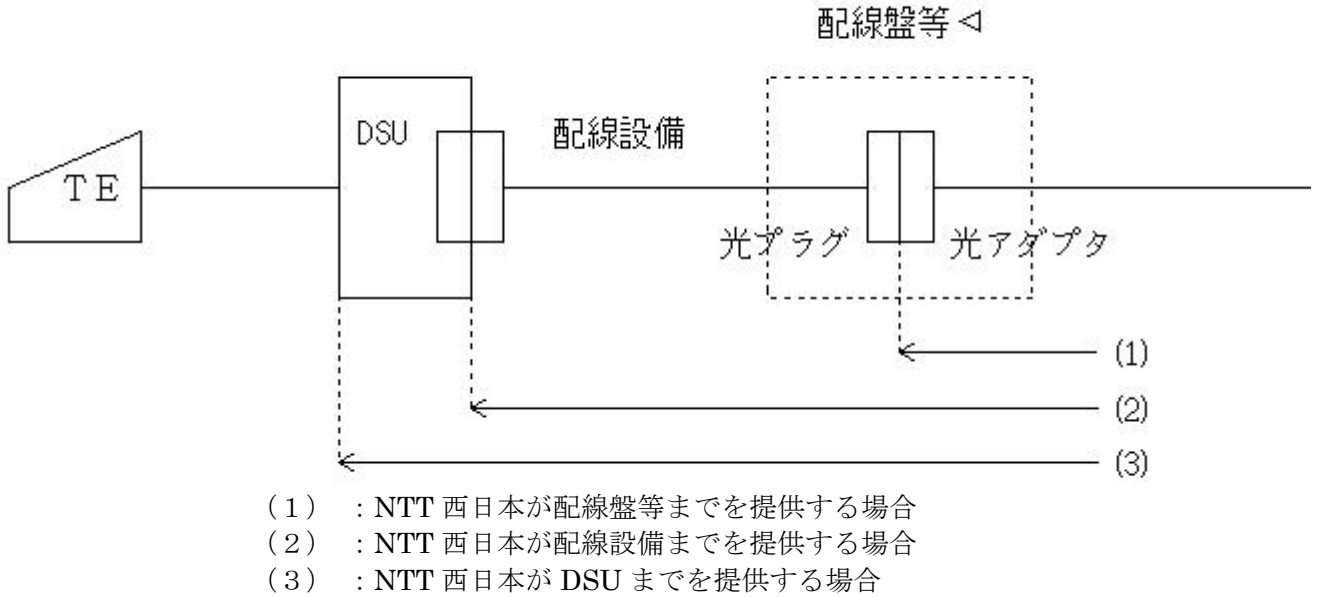 配線盤等
DSU
配線設備
TE
光プラグ
光アダプタ
(1)
(2)
(3)
(1) :NTT 西日本が配線盤等までを提供する場合
(2) :NTT 西日本が配線設備までを提供する場合
(3) :NTT 西日本が DSU までを提供する場合